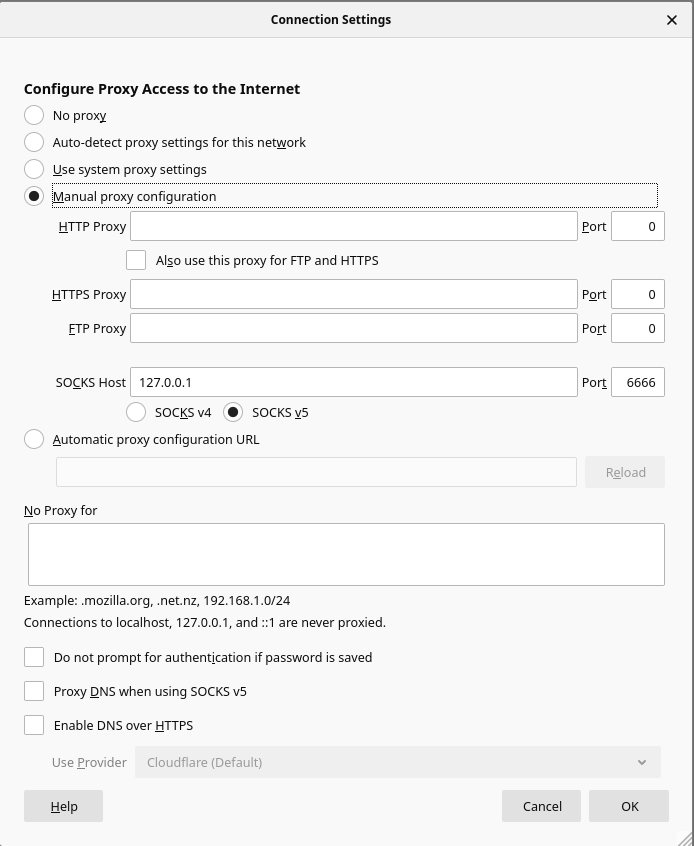 Connection Settings
Configure Proxy Access to the Internet
No proxy
Auto-detect proxy settings for this network
Use system proxy settings
Manual proxy configuration
HTTP Proxy Port 0
Also use this proxy for FTP and HTTPS
HTTPS Proxy Port 0
FTP Proxy Port 0
SOCKS Host 127.0.0.1 Port 6666
SOCKS v4 SOCKS v5
Automatic proxy configuration URL
Reload
No Proxy for
Example: .mozilla.org, .net.nz, 192.168.1.0/24
Connections to localhost, 127.0.0.1, and ::1 are never proxied.
Do not prompt for authentication if password is saved
Proxy DNS when using SOCKS v5
Enable DNS over HTTPS
Use Provider Cloudflare (Default)
Help Cancel OK